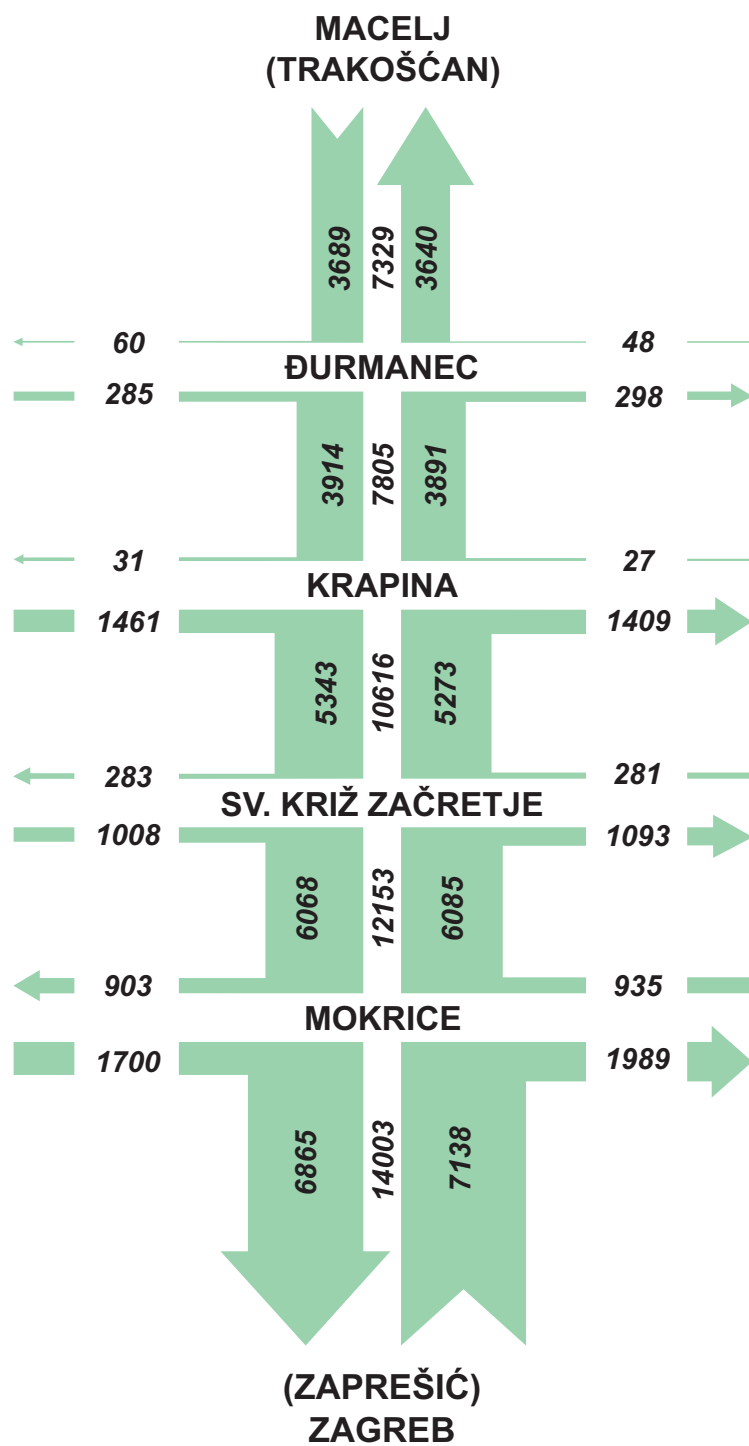 MACELJ
(TRAKOŠĆAN)
3689 7329 3640
60 48
ĐURMANEC
285 298
3914 7805 3891
31 27
KRAPINA
1461 1409
5343 10616 5273
283 281
SV. KRIŽ ZAČRETJE
1008 1093
6068 12153 6085
903 935
MOKRICE
1700 1989
6865 14003 7138
(ZAPREŠIĆ)
ZAGREB